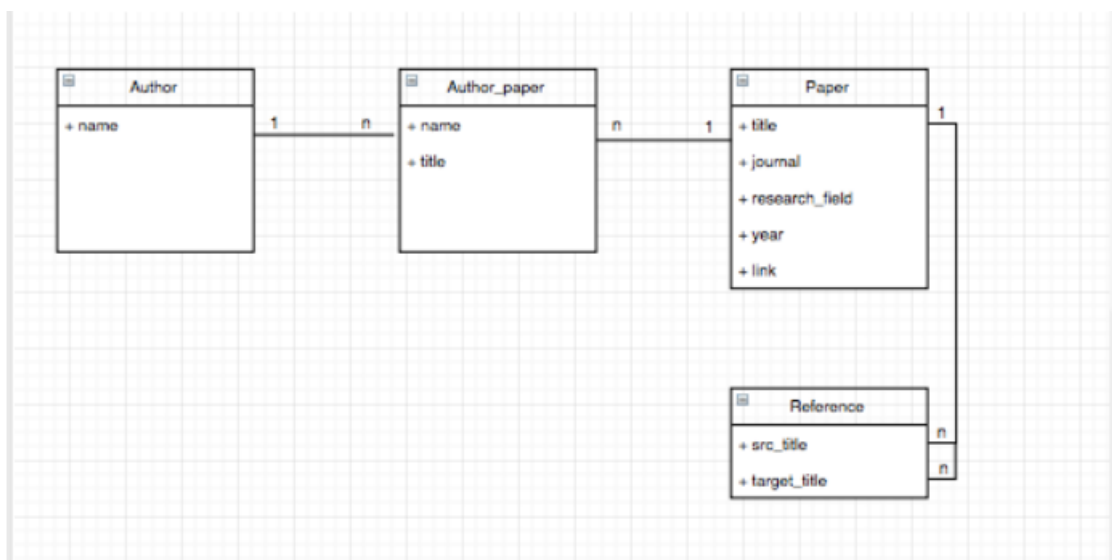 Author
+ name
1
n
Author_paper
+ name
+ title
n
1
Paper
+ title
+ journal
+ research_field
+ year
+ link
1
Reference
+ src_title
+ target_title
n
n